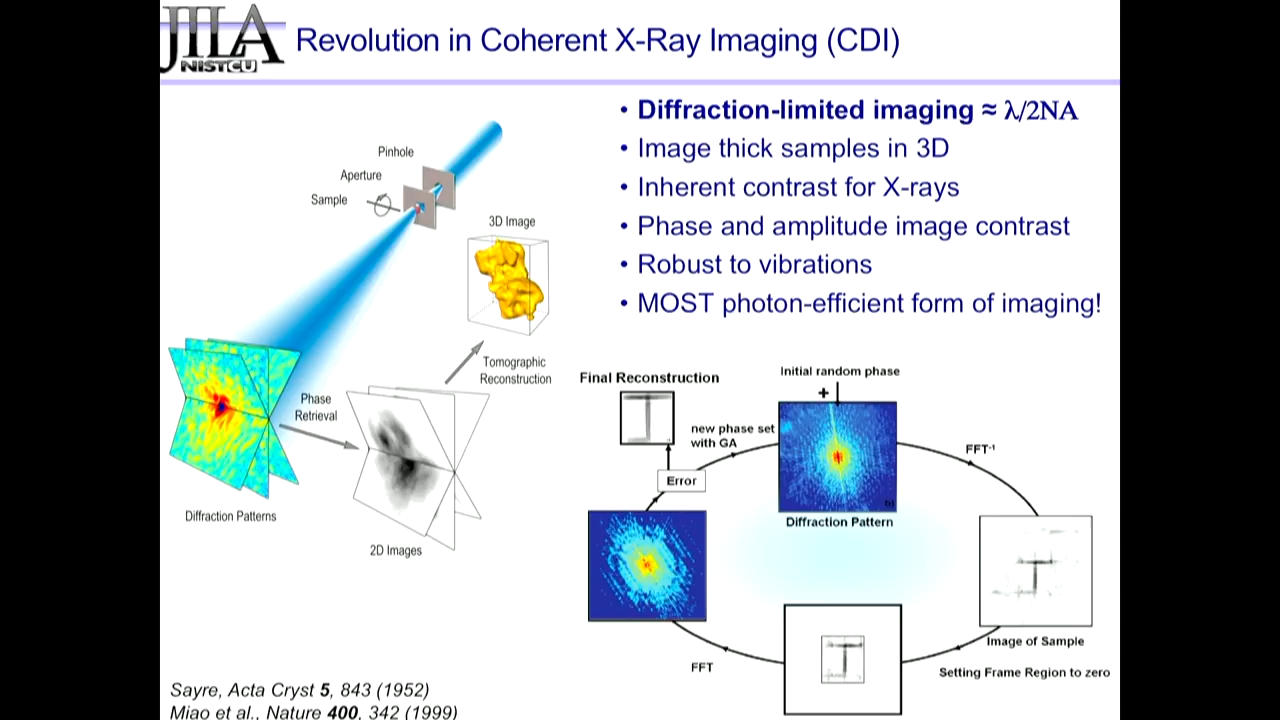 JILA
NIST CU
Revolution in Coherent X-Ray Imaging (CDI)
• Diffraction-limited imaging ≈ λ/2NA
• Image thick samples in 3D
• Inherent contrast for X-rays
• Phase and amplitude image contrast
• Robust to vibrations
• MOST photon-efficient form of imaging!
Pinhole
Aperture
Sample
3D Image
Tomographic
Reconstruction
Phase
Retrieval
Diffraction Patterns
2D Images
Final Reconstruction
Initial random phase
+
new phase set
with GA
Error
FFT-1
Diffraction Pattern
Image of Sample
Setting Frame Region to zero
FFT
Sayre, Acta Cryst 5, 843 (1952)
Miao et al., Nature 400, 342 (1999)